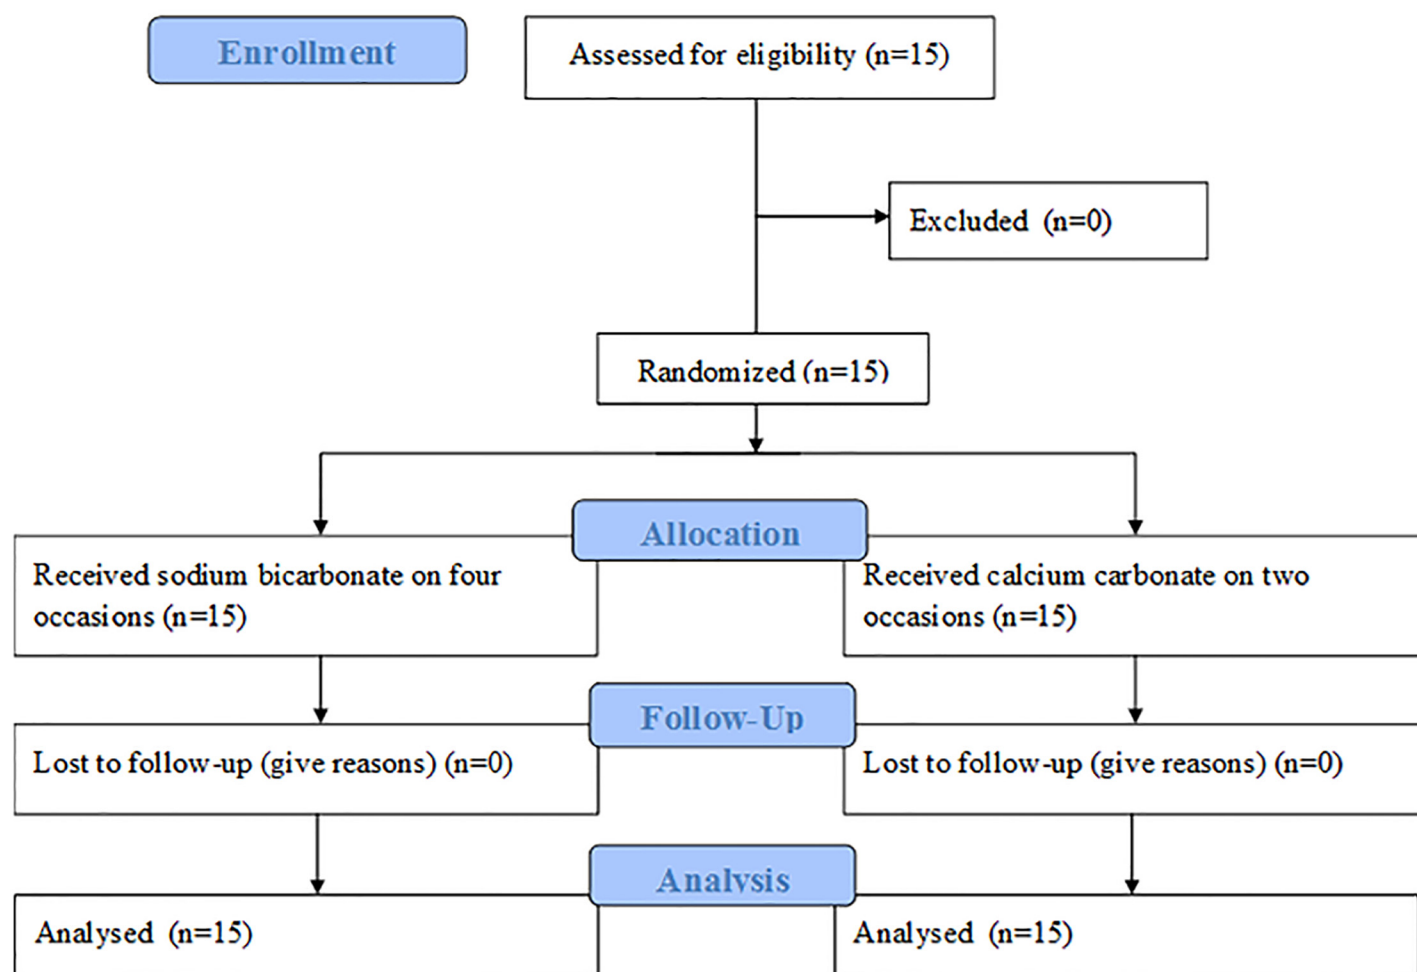 Enrollment
Assessed for eligibility (n=15)
Excluded (n=0)
Randomized (n=15)
Allocation
Received sodium bicarbonate on four
occasions (n=15)
Received calcium carbonate on two
occasions (n=15)
Follow-Up
Lost to follow-up (give reasons) (n=0)
Lost to follow-up (give reasons) (n=0)
Analysis
Analysed (n=15)
Analysed (n=15)